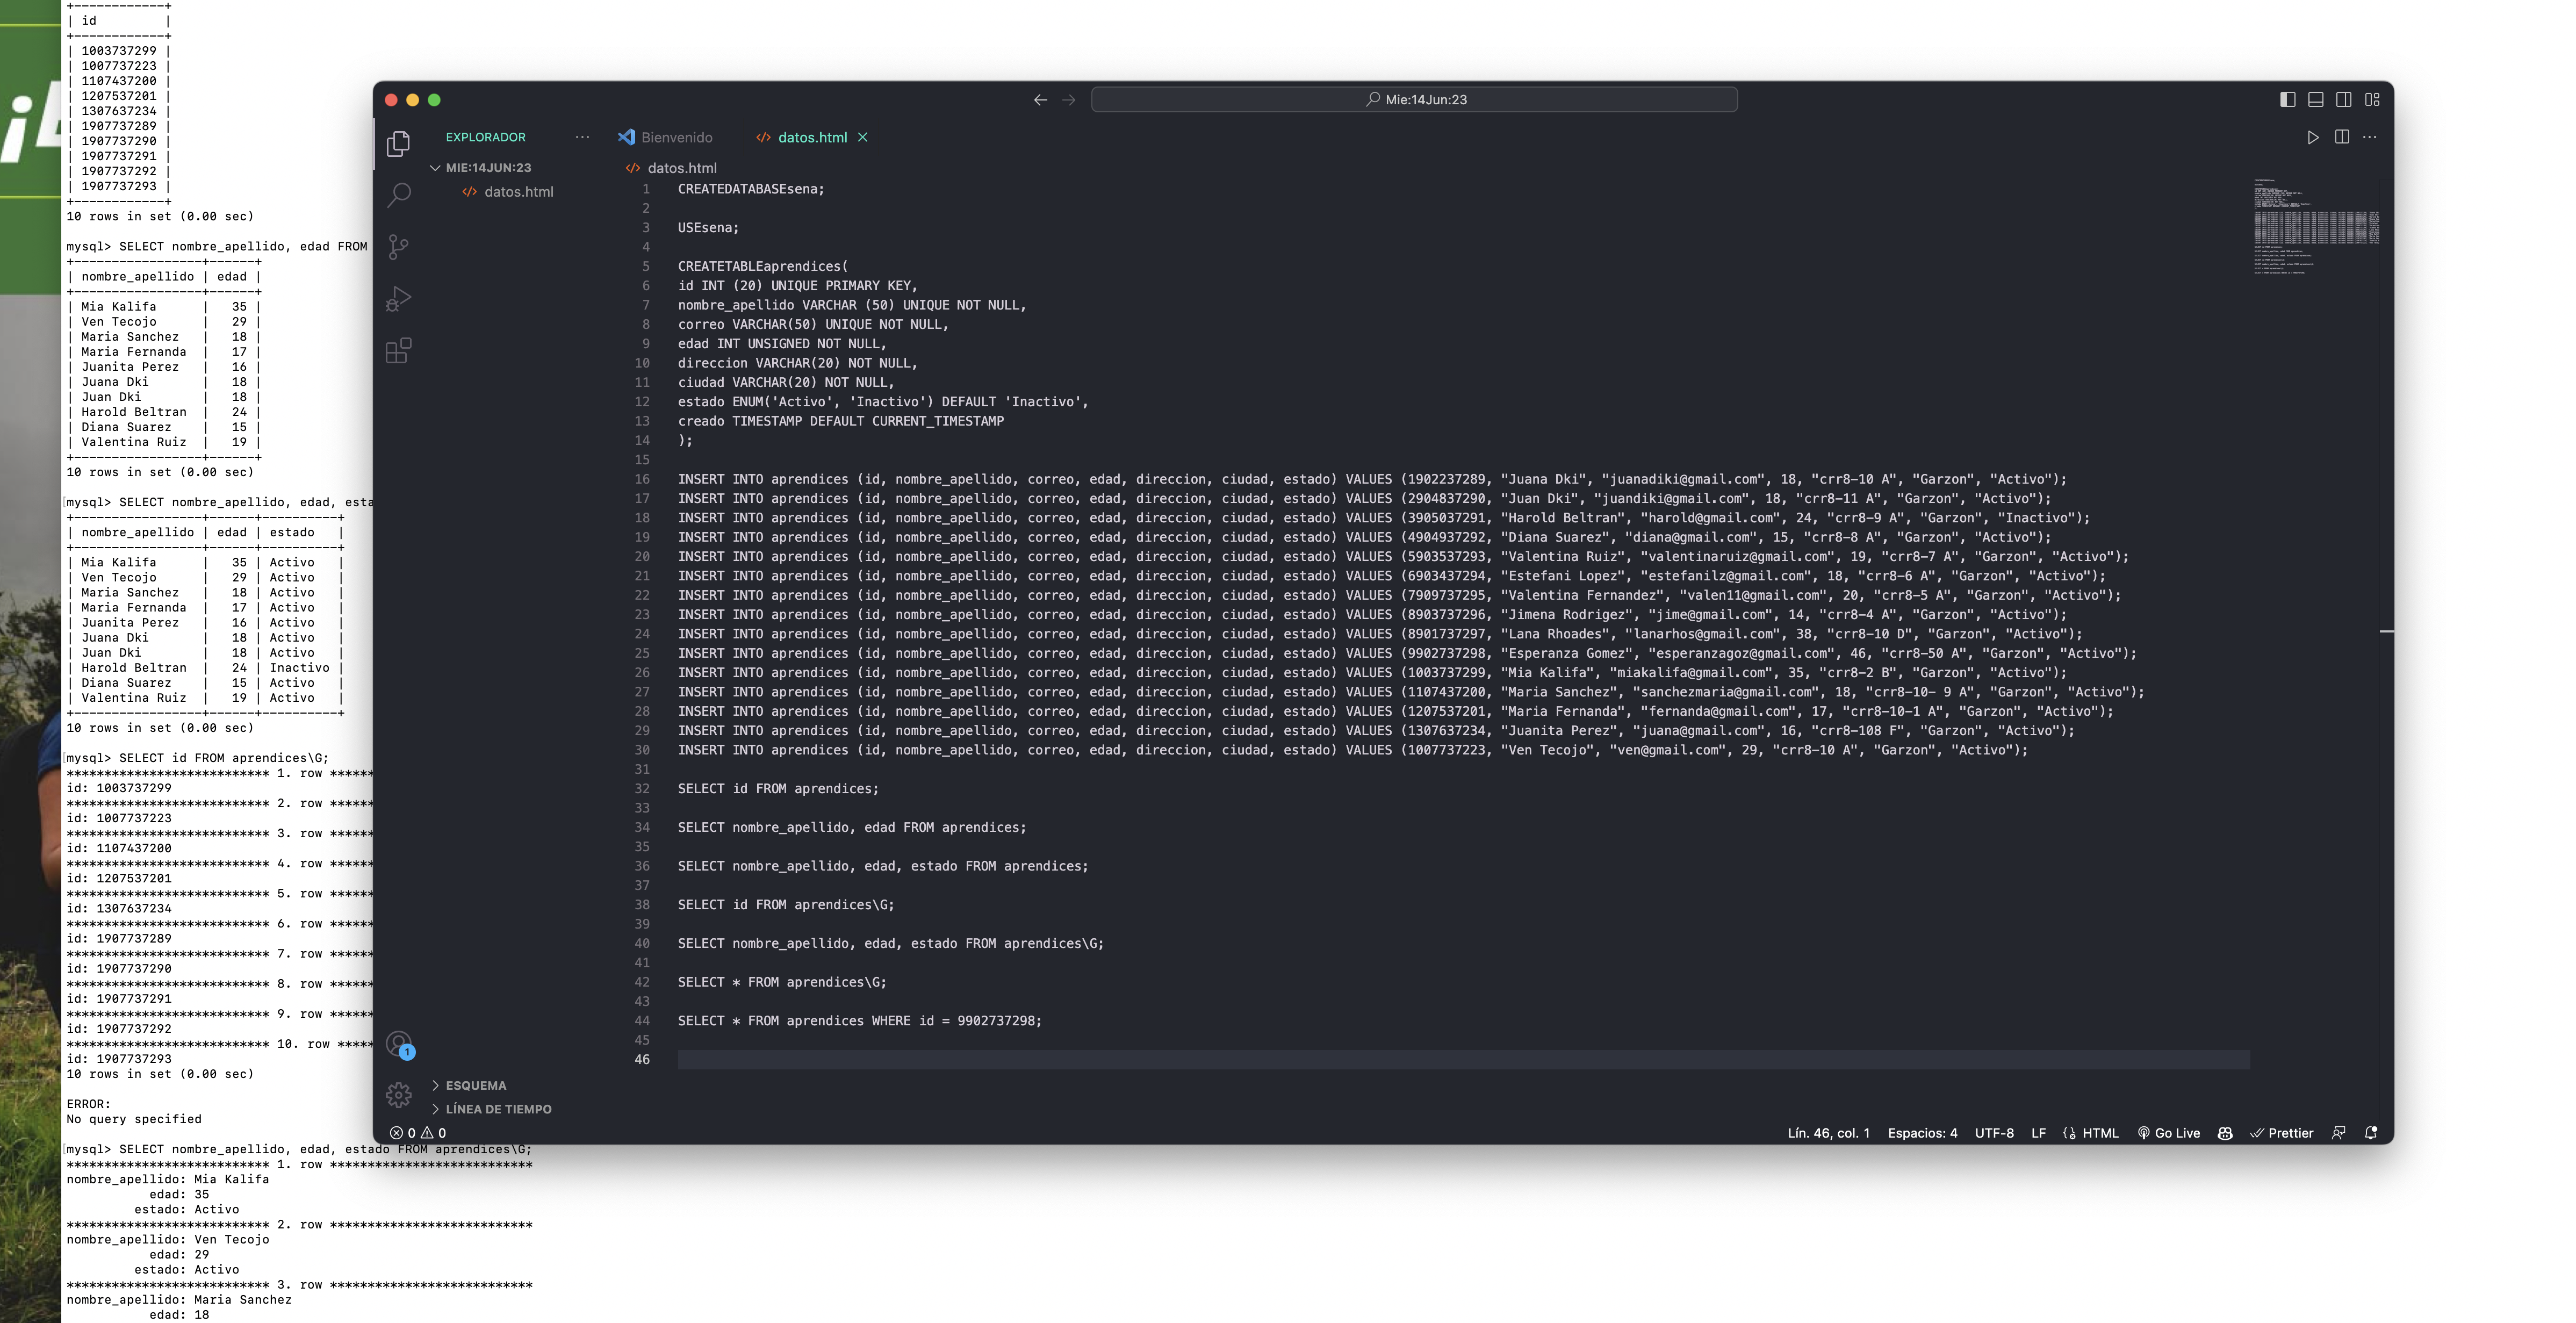 +------------+
| id         |
+------------+
| 1003737299 |
| 1007737223 |
| 1107437200 |
| 1207537201 |
| 1307637234 |
| 1907737289 |
| 1907737290 |
| 1907737291 |
| 1907737292 |
| 1907737293 |
+------------+
10 rows in set (0.00 sec)
mysql> SELECT nombre_apellido, edad FROM
+-----------------+------+
| nombre_apellido | edad |
+-----------------+------+
| Mia Kalifa      |   35 |
| Ven Tecojo      |   29 |
| Maria Sanchez   |   18 |
| Maria Fernanda  |   17 |
| Juanita Perez   |   16 |
| Juana Dki       |   18 |
| Juan Dki        |   18 |
| Harold Beltran  |   24 |
| Diana Suarez    |   15 |
| Valentina Ruiz  |   19 |
+-----------------+------+
10 rows in set (0.00 sec)
[mysql> SELECT nombre_apellido, edad, esta
+-----------------+------+----------+
| nombre_apellido | edad | estado   |
+-----------------+------+----------+
| Mia Kalifa      |   35 | Activo   |
| Ven Tecojo      |   29 | Activo   |
| Maria Sanchez   |   18 | Activo   |
| Maria Fernanda  |   17 | Activo   |
| Juanita Perez   |   16 | Activo   |
| Juana Dki       |   18 | Activo   |
| Juan Dki        |   18 | Activo   |
| Harold Beltran  |   24 | Inactivo |
| Diana Suarez    |   15 | Activo   |
| Valentina Ruiz  |   19 | Activo   |
+-----------------+------+----------+
10 rows in set (0.00 sec)
[mysql> SELECT id FROM aprendices\G;
*************************** 1. row ******
id: 1003737299
*************************** 2. row ******
id: 1007737223
*************************** 3. row ******
id: 1107437200
*************************** 4. row ******
id: 1207537201
*************************** 5. row ******
id: 1307637234
*************************** 6. row ******
id: 1907737289
*************************** 7. row ******
id: 1907737290
*************************** 8. row ******
id: 1907737291
*************************** 9. row ******
id: 1907737292
*************************** 10. row *****
id: 1907737293
10 rows in set (0.00 sec)
ERROR:
No query specified
[mysql> SELECT nombre_apellido, edad, estado FROM aprendices\G;
*************************** 1. row ***************************
nombre_apellido: Mia Kalifa
edad: 35
estado: Activo
*************************** 2. row ***************************
nombre_apellido: Ven Tecojo
edad: 29
estado: Activo
*************************** 3. row ***************************
nombre_apellido: Maria Sanchez
edad: 18
Mie:14Jun:23
EXPLORADOR ···
MIE:14JUN:23
datos.html
Bienvenido
datos.html
datos.html
1 CREATEDATABASEsena;
2
3 USEsena;
4
5 CREATETABLEaprendices(
6 id INT (20) UNIQUE PRIMARY KEY,
7 nombre_apellido VARCHAR (50) UNIQUE NOT NULL,
8 correo VARCHAR(50) UNIQUE NOT NULL,
9 edad INT UNSIGNED NOT NULL,
10 direccion VARCHAR(20) NOT NULL,
11 ciudad VARCHAR(20) NOT NULL,
12 estado ENUM('Activo', 'Inactivo') DEFAULT 'Inactivo',
13 creado TIMESTAMP DEFAULT CURRENT_TIMESTAMP
14 );
15
16 INSERT INTO aprendices (id, nombre_apellido, correo, edad, direccion, ciudad, estado) VALUES (1902237289, "Juana Dki", "juanadiki@gmail.com", 18, "crr8-10 A", "Garzon", "Activo");
17 INSERT INTO aprendices (id, nombre_apellido, correo, edad, direccion, ciudad, estado) VALUES (2904837290, "Juan Dki", "juandiki@gmail.com", 18, "crr8-11 A", "Garzon", "Activo");
18 INSERT INTO aprendices (id, nombre_apellido, correo, edad, direccion, ciudad, estado) VALUES (3905037291, "Harold Beltran", "harold@gmail.com", 24, "crr8-9 A", "Garzon", "Inactivo");
19 INSERT INTO aprendices (id, nombre_apellido, correo, edad, direccion, ciudad, estado) VALUES (4904937292, "Diana Suarez", "diana@gmail.com", 15, "crr8-8 A", "Garzon", "Activo");
20 INSERT INTO aprendices (id, nombre_apellido, correo, edad, direccion, ciudad, estado) VALUES (5903537293, "Valentina Ruiz", "valentinaruiz@gmail.com", 19, "crr8-7 A", "Garzon", "Activo");
21 INSERT INTO aprendices (id, nombre_apellido, correo, edad, direccion, ciudad, estado) VALUES (6903437294, "Estefani Lopez", "estefanilz@gmail.com", 18, "crr8-6 A", "Garzon", "Activo");
22 INSERT INTO aprendices (id, nombre_apellido, correo, edad, direccion, ciudad, estado) VALUES (7909737295, "Valentina Fernandez", "valen11@gmail.com", 20, "crr8-5 A", "Garzon", "Activo");
23 INSERT INTO aprendices (id, nombre_apellido, correo, edad, direccion, ciudad, estado) VALUES (8903737296, "Jimena Rodrigez", "jime@gmail.com", 14, "crr8-4 A", "Garzon", "Activo");
24 INSERT INTO aprendices (id, nombre_apellido, correo, edad, direccion, ciudad, estado) VALUES (8901737297, "Lana Rhoades", "lanarhos@gmail.com", 38, "crr8-10 D", "Garzon", "Activo");
25 INSERT INTO aprendices (id, nombre_apellido, correo, edad, direccion, ciudad, estado) VALUES (9902737298, "Esperanza Gomez", "esperanzagoz@gmail.com", 46, "crr8-50 A", "Garzon", "Activo");
26 INSERT INTO aprendices (id, nombre_apellido, correo, edad, direccion, ciudad, estado) VALUES (1003737299, "Mia Kalifa", "miakalifa@gmail.com", 35, "crr8-2 B", "Garzon", "Activo");
27 INSERT INTO aprendices (id, nombre_apellido, correo, edad, direccion, ciudad, estado) VALUES (1107437200, "Maria Sanchez", "sanchezmaria@gmail.com", 18, "crr8-10- 9 A", "Garzon", "Activo");
28 INSERT INTO aprendices (id, nombre_apellido, correo, edad, direccion, ciudad, estado) VALUES (1207537201, "Maria Fernanda", "fernanda@gmail.com", 17, "crr8-10-1 A", "Garzon", "Activo");
29 INSERT INTO aprendices (id, nombre_apellido, correo, edad, direccion, ciudad, estado) VALUES (1307637234, "Juanita Perez", "juana@gmail.com", 16, "crr8-108 F", "Garzon", "Activo");
30 INSERT INTO aprendices (id, nombre_apellido, correo, edad, direccion, ciudad, estado) VALUES (1007737223, "Ven Tecojo", "ven@gmail.com", 29, "crr8-10 A", "Garzon", "Activo");
31
32 SELECT id FROM aprendices;
33
34 SELECT nombre_apellido, edad FROM aprendices;
35
36 SELECT nombre_apellido, edad, estado FROM aprendices;
37
38 SELECT id FROM aprendices\G;
39
40 SELECT nombre_apellido, edad, estado FROM aprendices\G;
41
42 SELECT * FROM aprendices\G;
43
44 SELECT * FROM aprendices WHERE id = 9902737298;
45
46
1
ESQUEMA
LÍNEA DE TIEMPO
0 0
Lín. 46, col. 1 Espacios: 4 UTF-8 LF HTML Go Live Prettier